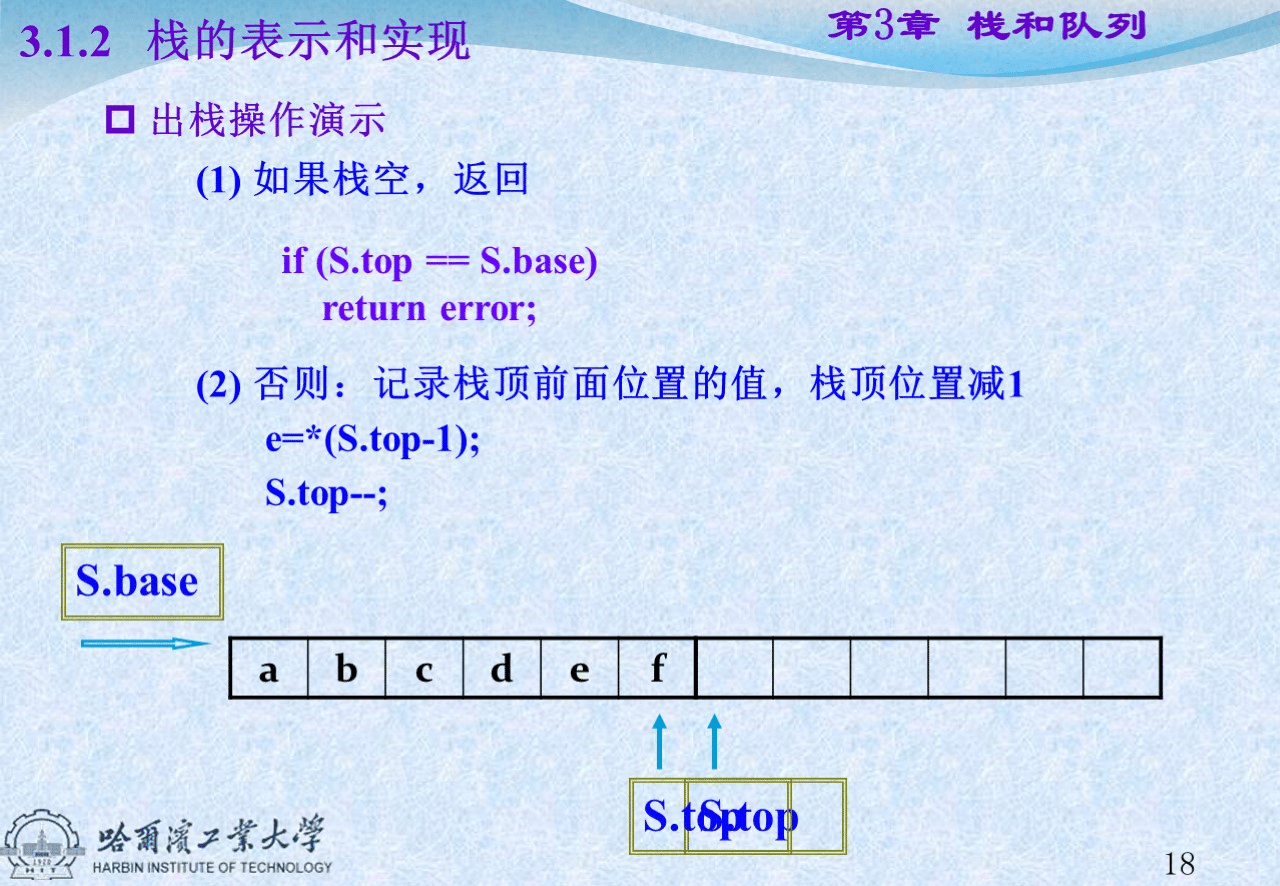 3.1.2 栈的表示和实现
第3章 栈和队列
出栈操作演示
(1) 如果栈空，返回
if (S.top == S.base)
return error;
(2) 否则：记录栈顶前面位置的值，栈顶位置减1
e=*(S.top-1);
S.top--;
S.base
a b c d e f
S.top S.top
哈爾濱工業大學
HARBIN INSTITUTE OF TECHNOLOGY
1920
HIT
18